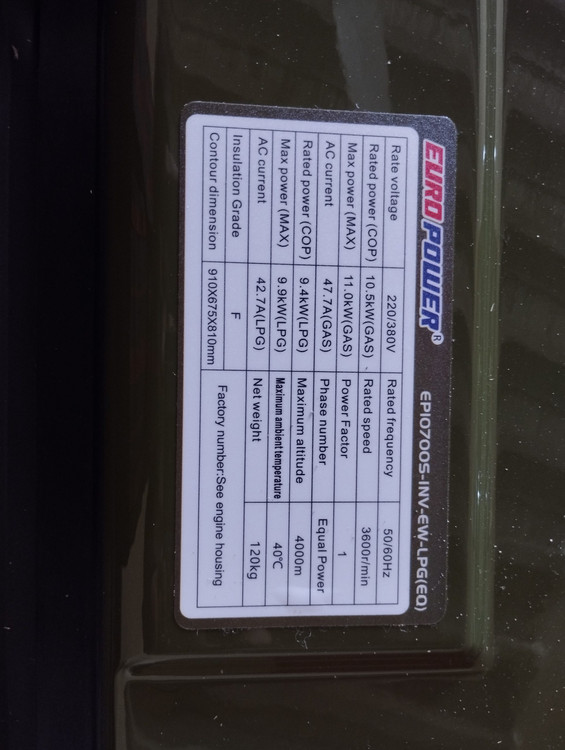 EUROPOWER® EP10700S-INV-EW-LPG(EQ)
Rate voltage 220/380V Rated frequency 50/60Hz
Rated power (COP) 10.5kW(GAS) Rated speed 3600r/min
Max power (MAX) 11.0kW(GAS) Power Factor 1
AC current 47.7A(GAS) Phase number Equal Power
Rated power (COP) 9.4kW(LPG) Maximum altitude 4000m
Max power (MAX) 9.9kW(LPG) Maximum ambient temperature 40℃
AC current 42.7A(LPG) Net weight 120kg
Insulation Grade F Factory number:See engine housing
Contour dimension 910X675X810mm